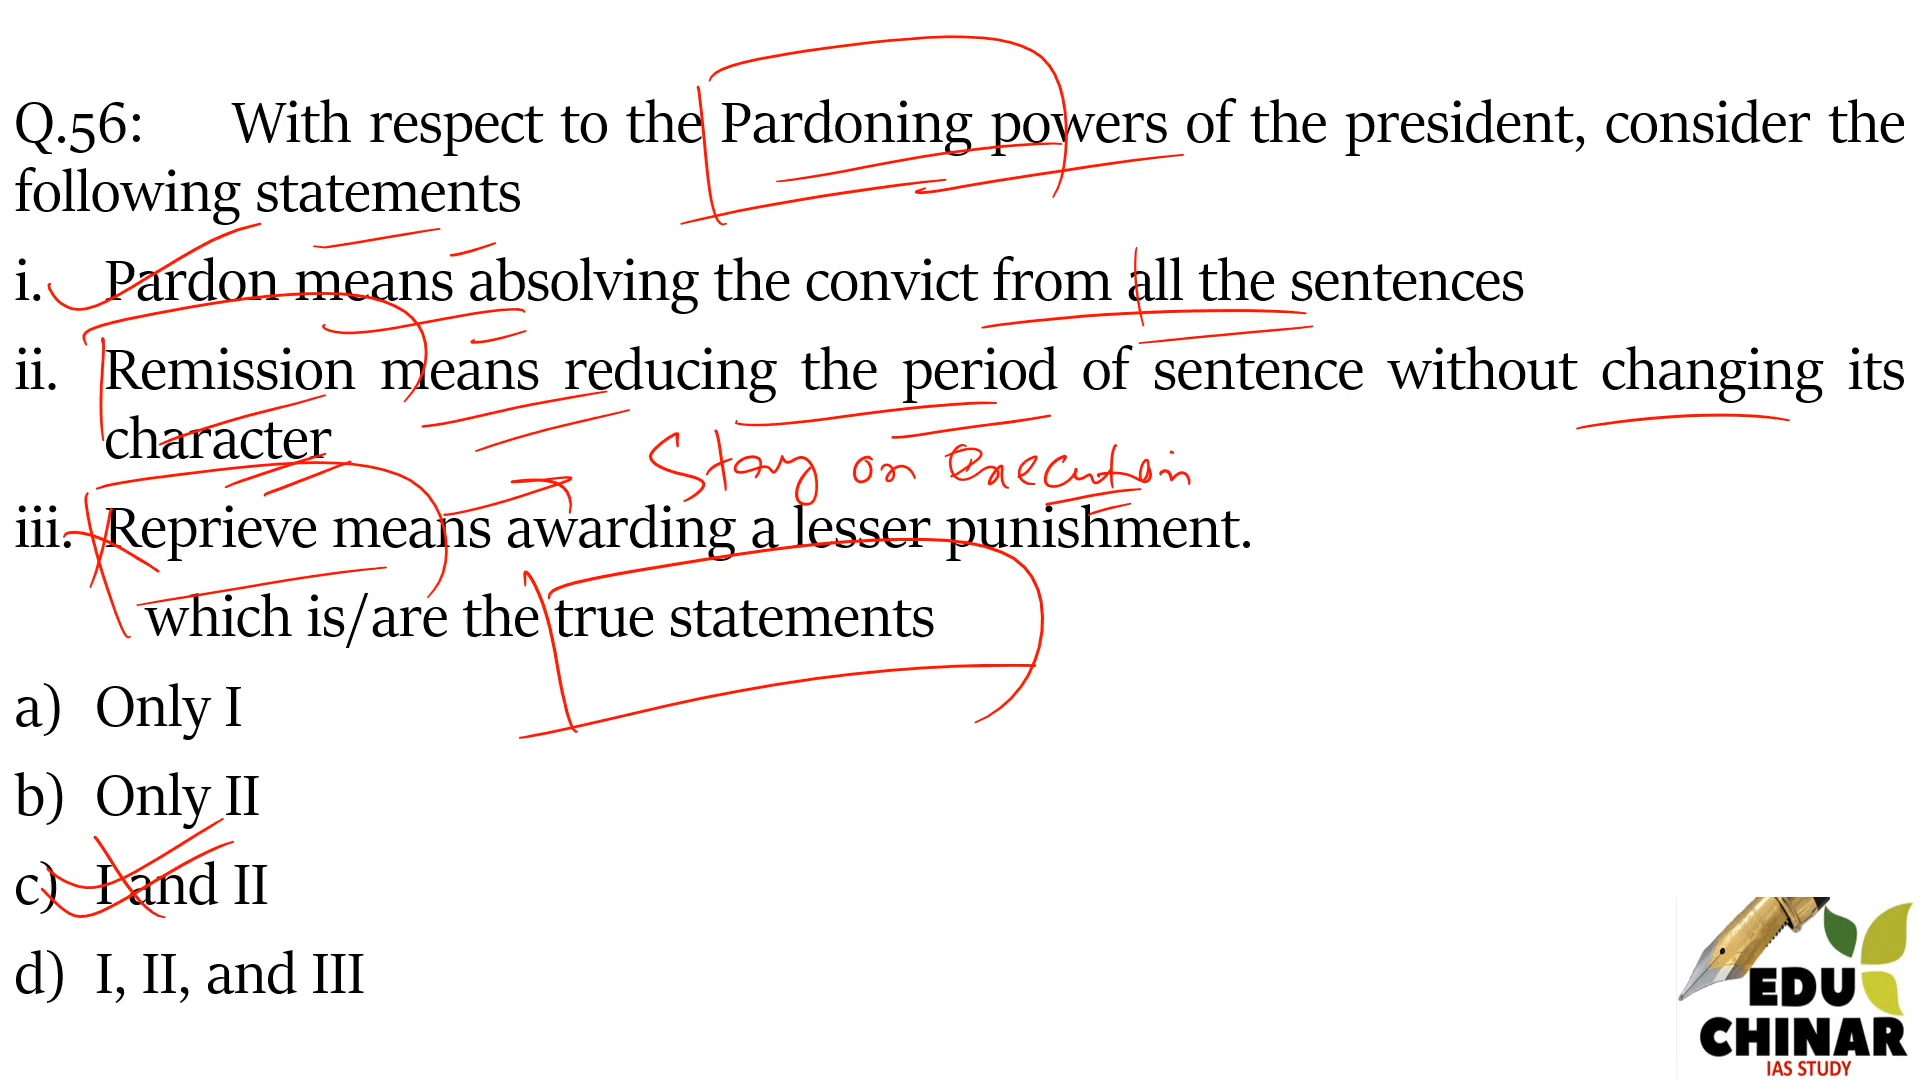 Q.56: With respect to the Pardoning powers of the president, consider the
following statements
i. Pardon means absolving the convict from all the sentences
ii. Remission means reducing the period of sentence without changing its
character
Stay on Execution
iii. Reprieve means awarding a lesser punishment.
which is/are the true statements
a) Only I
b) Only II
c) I and II
d) I, II, and III
EDU
CHINAR
IAS STUDY